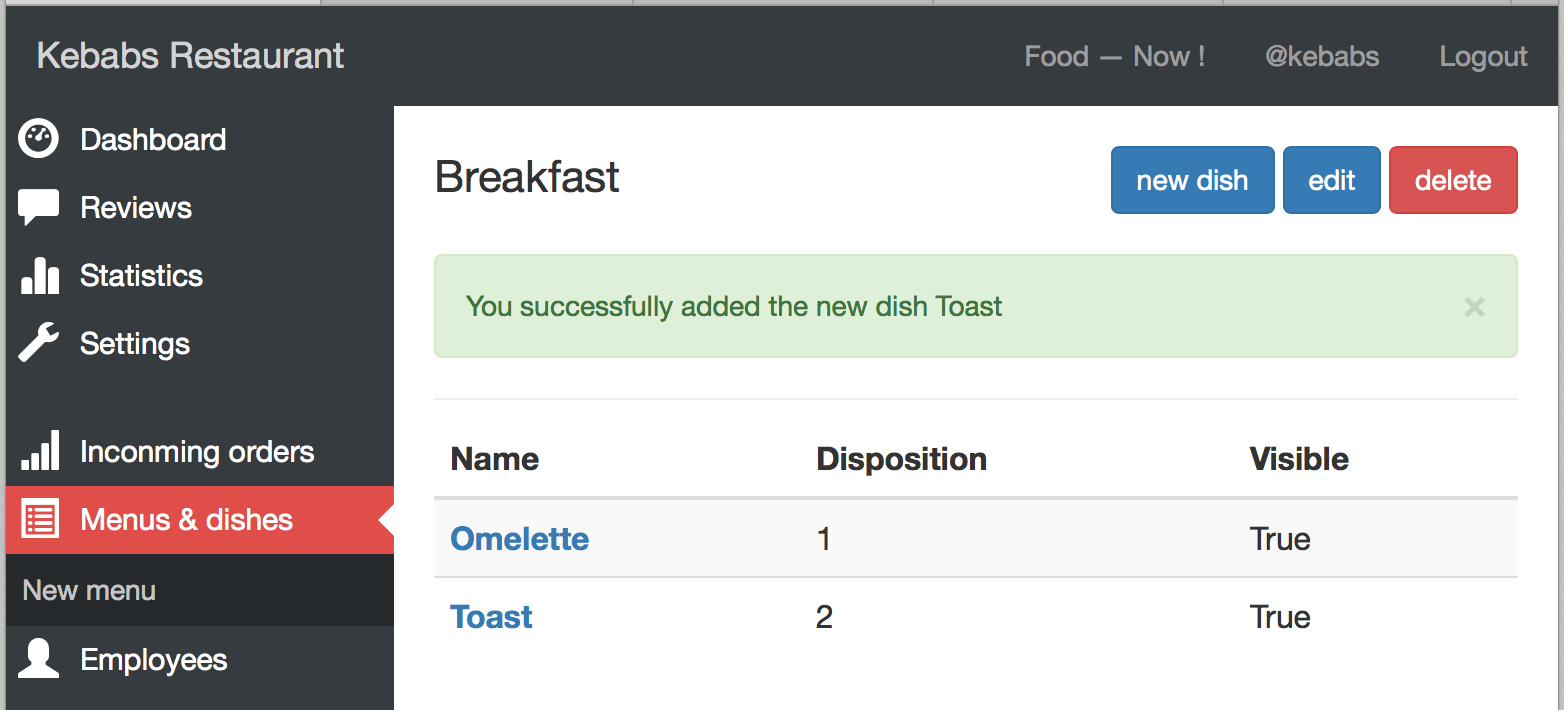 Kebabs Restaurant Food — Now ! @kebabs Logout
Dashboard
Reviews
Statistics
Settings
Inconming orders
Menus & dishes
New menu
Employees
Breakfast new dish edit delete
You successfully added the new dish Toast ×
Name Disposition Visible
Omelette 1 True
Toast 2 True